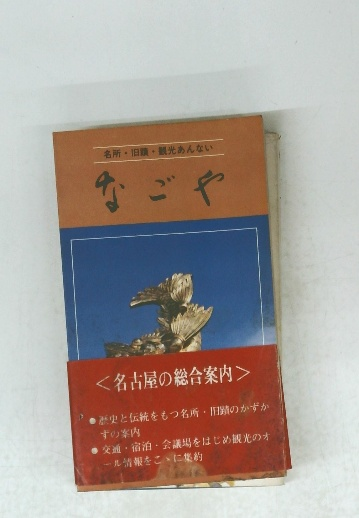 名所・旧蹟・観光あんない
なごや
<名古屋の総合案内>
●歴史と伝統をもつ名所・旧蹟のかずか
ずの案内
●交通・宿泊・会議場をはじめ観光のオ
ール情報をこゝに集約